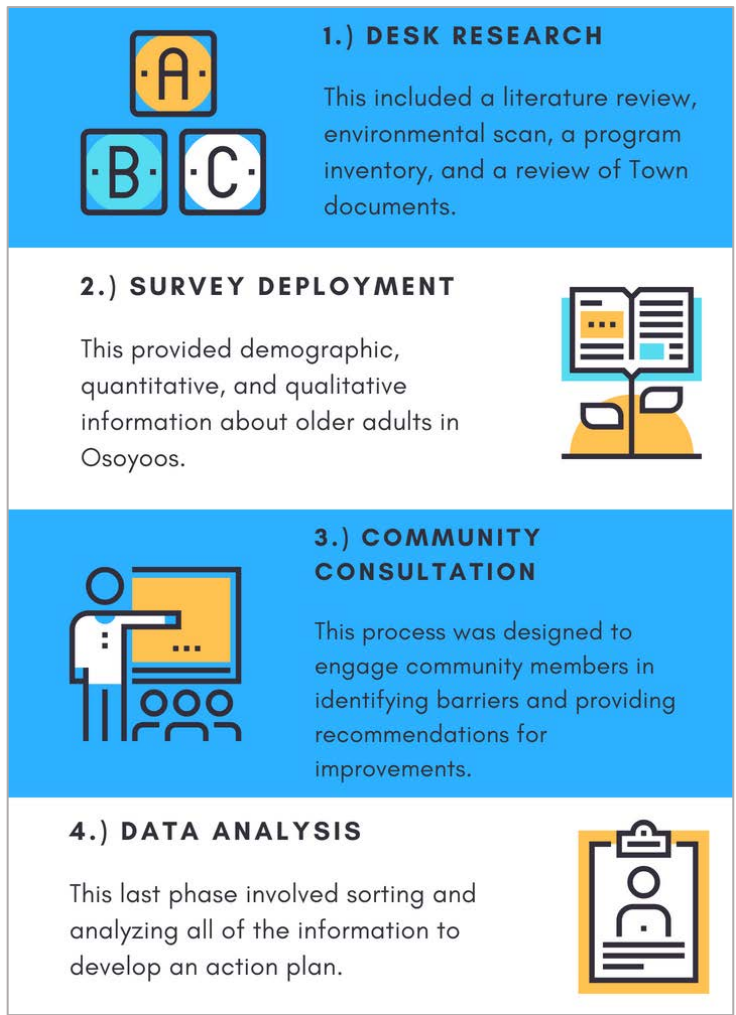 A
B C
1.) DESK RESEARCH
This included a literature review,
environmental scan, a program
inventory, and a review of Town
documents.
2.) SURVEY DEPLOYMENT
This provided demographic,
quantitative, and qualitative
information about older adults in
Osoyoos.
3.) COMMUNITY
CONSULTATION
This process was designed to
engage community members in
identifying barriers and providing
recommendations for
improvements.
4.) DATA ANALYSIS
This last phase involved sorting and
analyzing all of the information to
develop an action plan.